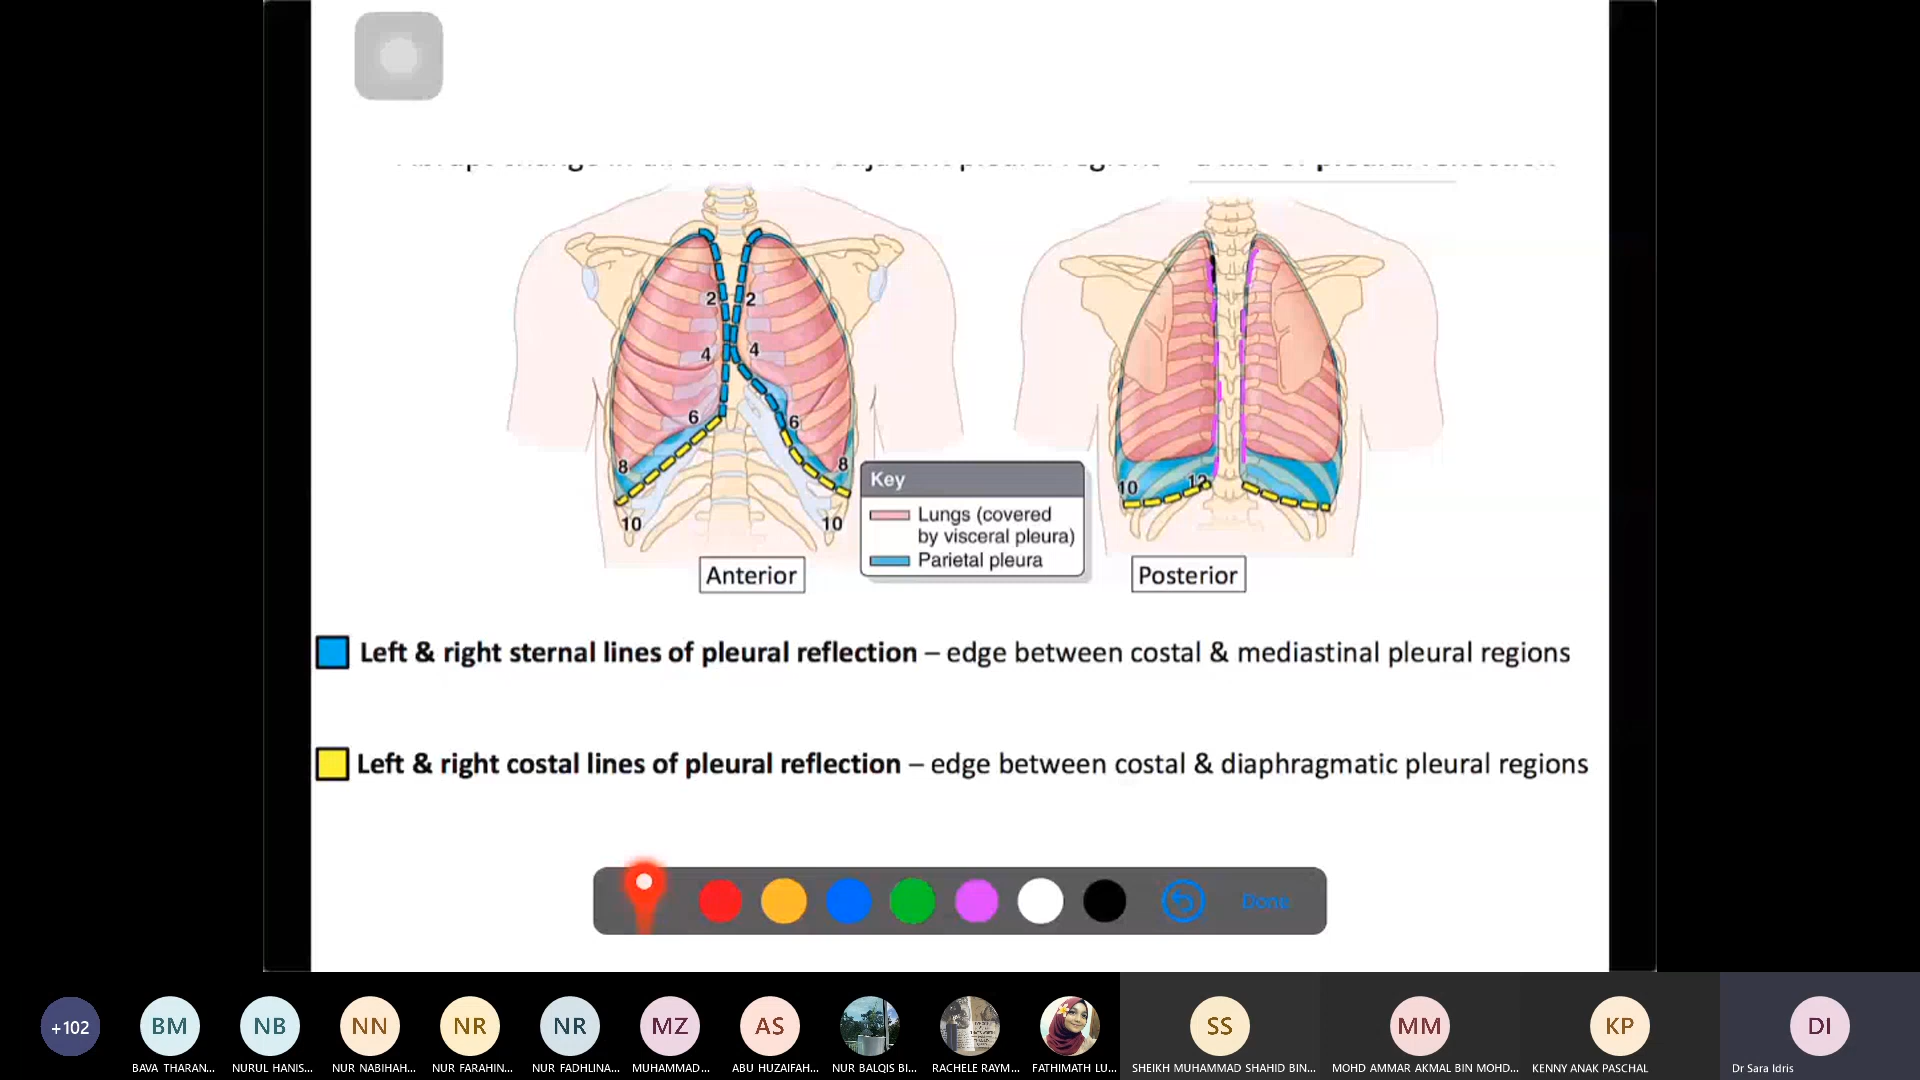 2 2
4 4
6 6
8 8
10 10
10 12
Key
Lungs (covered
by visceral pleura)
Parietal pleura
Anterior
Posterior
Left & right sternal lines of pleural reflection – edge between costal & mediastinal pleural regions
Left & right costal lines of pleural reflection – edge between costal & diaphragmatic pleural regions
Done
+102 BM NB NN NR NR MZ AS SS MM KP DI
BAVA THARAN... NURUL HANIS... NUR NABIHAH... NUR FARAHIN... NUR FADHLINA... MUHAMMAD... ABU HUZAIFAH... NUR BALQIS BI... RACHELE RAYM... FATHIMATH LU... SHEIKH MUHAMMAD SHAHID BIN... MOHD AMMAR AKMAL BIN MOHD... KENNY ANAK PASCHAL Dr Sara Idris